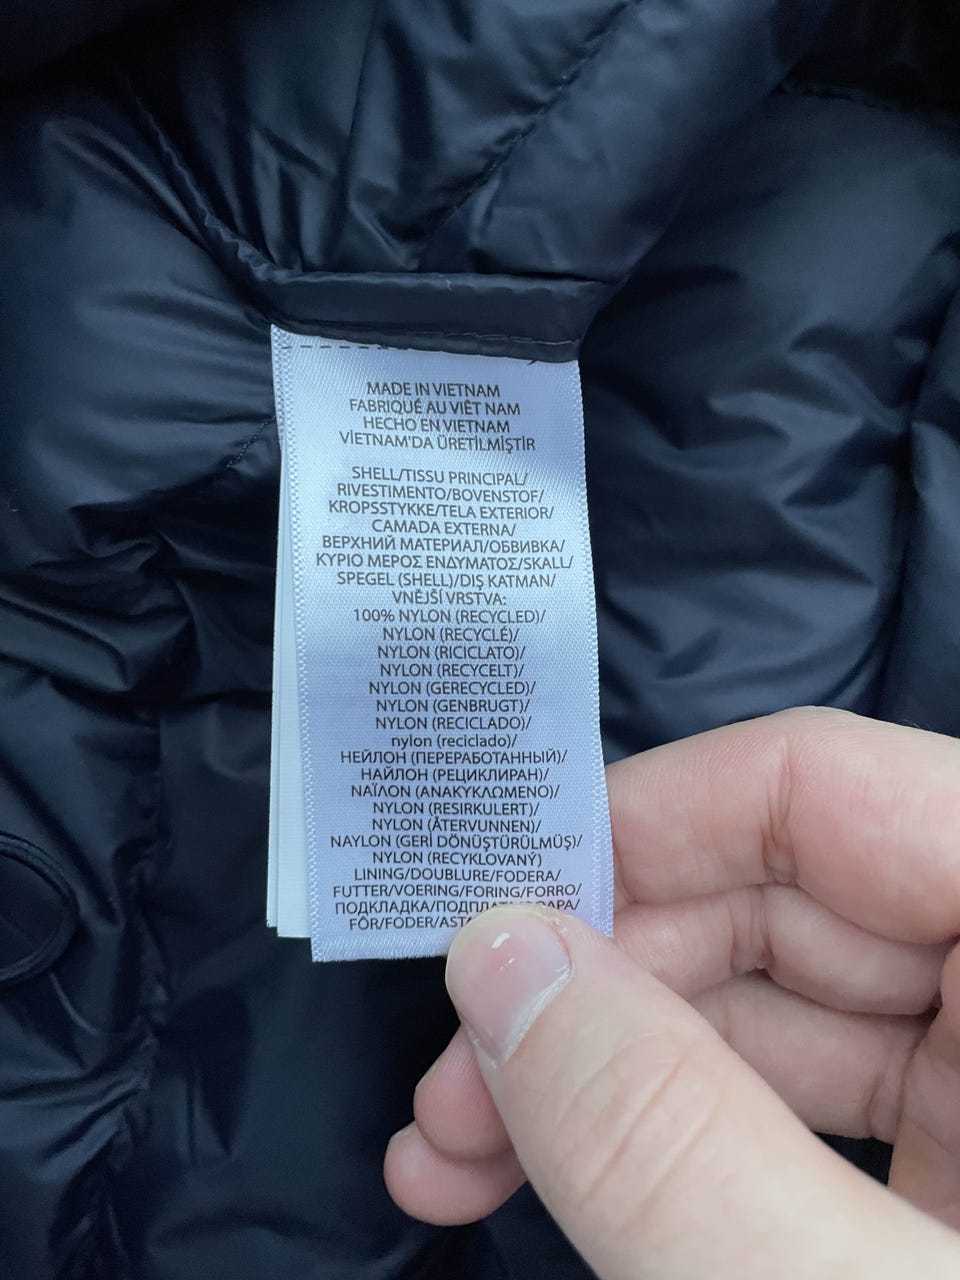 MADE IN VIETNAM
FABRIQUÉ AU VIÊT NAM
HECHO EN VIETNAM
VİETNAM'DA ÜRETİLMİŞTİR
SHELL/TISSU PRINCIPAL/
RIVESTIMENTO/BOVENSTOF/
KROPSSTYKKE/TELA EXTERIOR/
CAMADA EXTERNA/
ВЕРХНИЙ МАТЕРИАЛ/ОБВИВКА/
ΚΥΡΙΟ ΜΕΡΟΣ ΕΝΔΥΜΑΤΟΣ/SKALL/
SPEGEL (SHELL)/DIŞ KATMAN/
VNĚJŠÍ VRSTVA:
100% NYLON (RECYCLED)/
NYLON (RECYCLÉ)/
NYLON (RICICLATO)/
NYLON (RECYCELT)/
NYLON (GERECYCLED)/
NYLON (GENBRUGT)/
NYLON (RECICLADO)/
nylon (reciclado)/
НЕЙЛОН (ПЕРЕРАБОТАННЫЙ)/
НАЙЛОН (РЕЦИКЛИРАН)/
ΝΑΪΛΟΝ (ΑΝΑΚΥΚΛΩΜΕΝΟ)/
NYLON (RESIRKULERT)/
NYLON (ÅTERVUNNEN)/
NAYLON (GERİ DÖNÜŞTÜRÜLMÜŞ)/
NYLON (RECYKLOVANÝ)
LINING/DOUBLURE/FODERA/
FUTTER/VOERING/FORING/FORRO/
ПОДКЛАДКА/
FÔR/FODER/